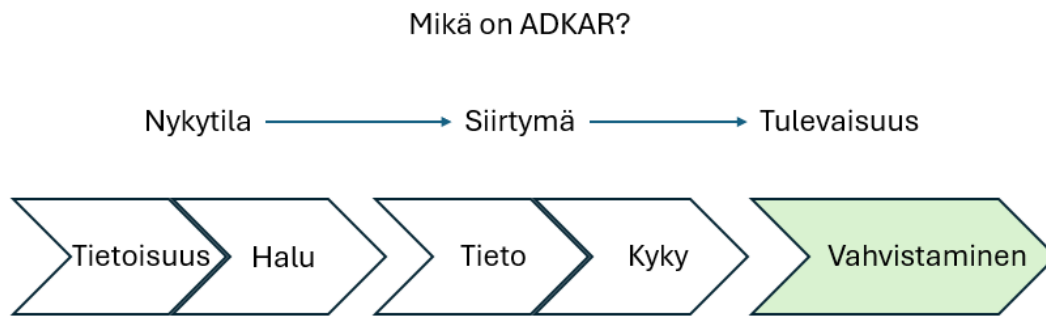 Mikä on ADKAR?
Nykytila Siirtymä Tulevaisuus
Tietoisuus Halu Tieto Kyky Vahvistaminen